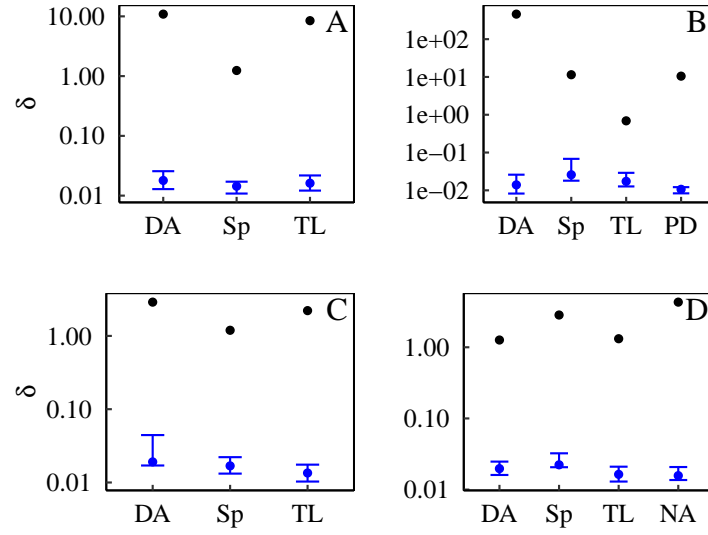 A
10.00
1.00
0.10
0.01
δ
DA Sp TL
B
1e+02
1e+01
1e+00
1e−01
1e−02
DA Sp TL PD
C
1.00
0.10
0.01
δ
DA Sp TL
D
1.00
0.10
0.01
DA Sp TL NA